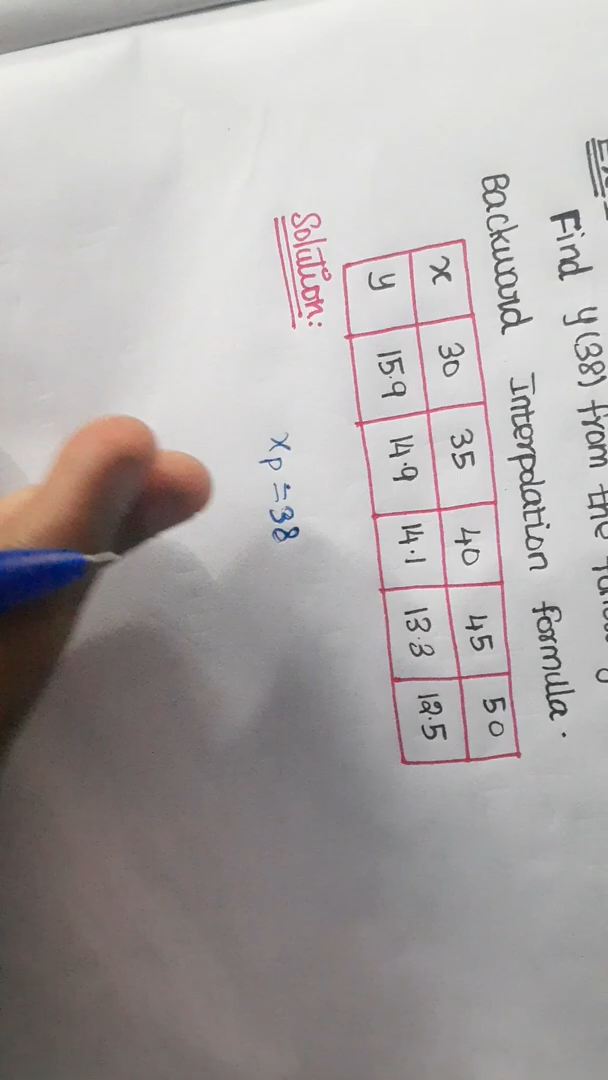 Find y(38) from the
Backward Interpolation formula.
x 30 35 40 45 50
y 15.9 14.9 14.1 13.3 12.5
Solution:
xp = 38